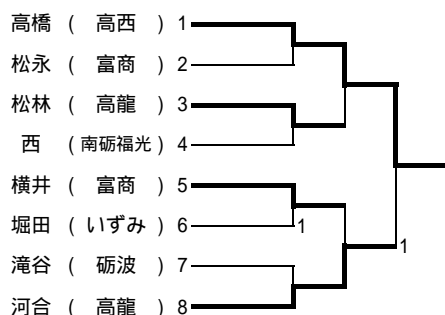 高橋 ( 高西 ) 1
松永 ( 富商 ) 2
松林 ( 高龍 ) 3
西 ( 南砺福光 ) 4
横井 ( 富商 ) 5
堀田 ( いずみ ) 6 1
滝谷 ( 砺波 ) 7 1
河合 ( 高龍 ) 8